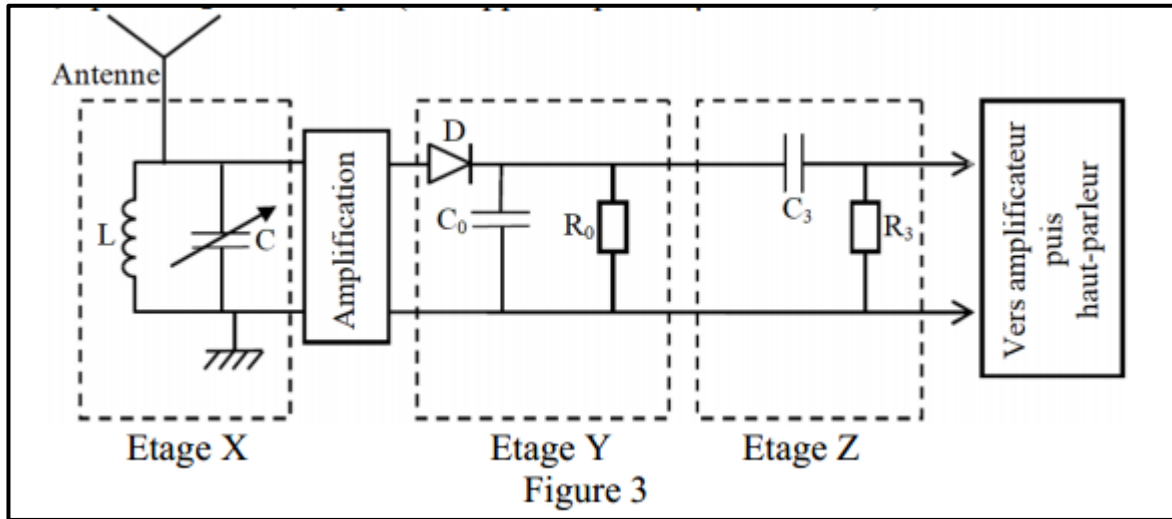 Antenne
D
L
C
Amplification
C₀
R₀
C₃
R₃
Vers amplificateur
puis
haut-parleur
Etage X
Etage Y
Etage Z
Figure 3